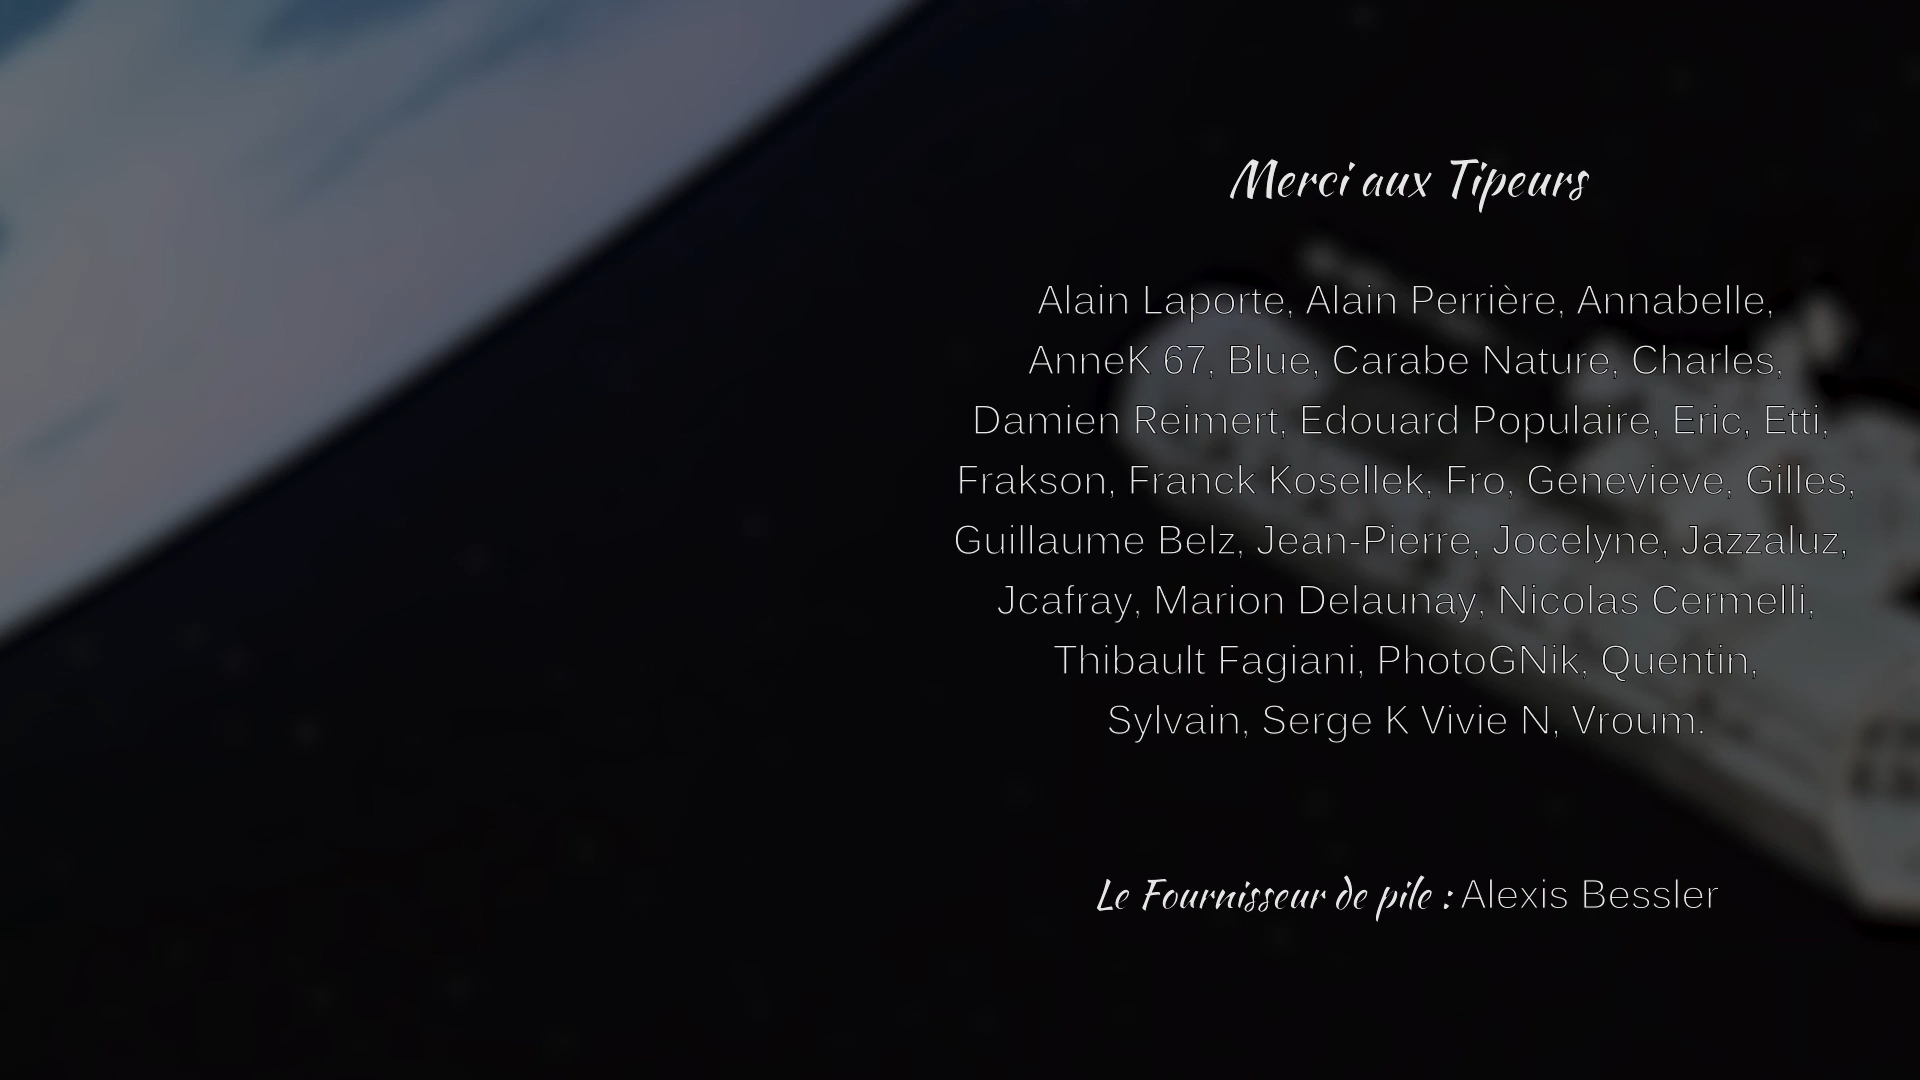 Merci aux Tipeurs
Alain Laporte, Alain Perrière, Annabelle,
AnneK 67, Blue, Carabe Nature, Charles,
Damien Reimert, Edouard Populaire, Eric, Etti,
Frakson, Franck Kosellek, Fro, Genevieve, Gilles,
Guillaume Belz, Jean-Pierre, Jocelyne, Jazzaluz,
Jcafray, Marion Delaunay, Nicolas Cermelli,
Thibault Fagiani, PhotoGNik, Quentin,
Sylvain, Serge K Vivie N, Vroum.
Le Fournisseur de pile : Alexis Bessler